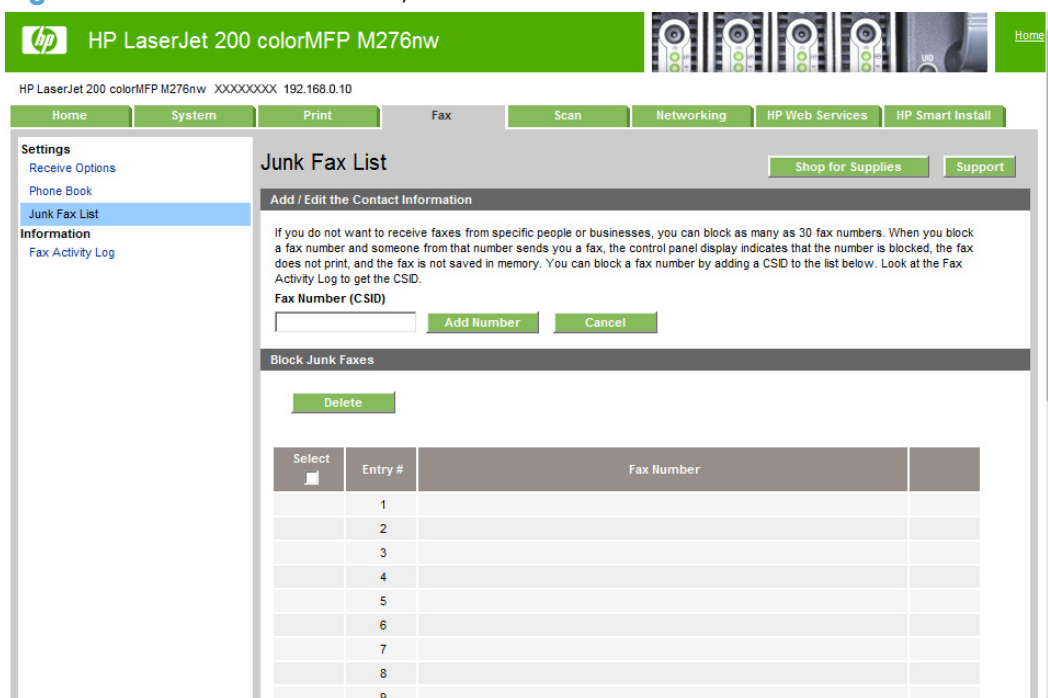 hp HP LaserJet 200 colorMFP M276nw
Home
HP LaserJet 200 colorMFP M276nw XXXXXXXX 192.168.0.10
Home System Print Fax Scan Networking HP Web Services HP Smart Install
Settings
Receive Options
Phone Book
Junk Fax List
Information
Fax Activity Log
Junk Fax List
Shop for Supplies Support
Add / Edit the Contact Information
If you do not want to receive faxes from specific people or businesses, you can block as many as 30 fax numbers. When you block
a fax number and someone from that number sends you a fax, the control panel display indicates that the number is blocked, the fax
does not print, and the fax is not saved in memory. You can block a fax number by adding a CSID to the list below. Look at the Fax
Activity Log to get the CSID.
Fax Number (CSID)
Add Number Cancel
Block Junk Faxes
Delete
Select Entry # Fax Number
1
2
3
4
5
6
7
8
9